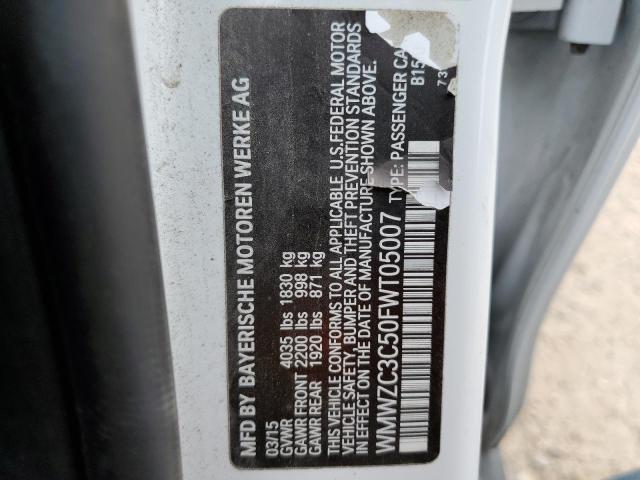 MFD BY BAYERISCHE MOTOREN WERKE AG
03/15
GVWR 4035 lbs 1830 kg
GAWR FRONT 2200 lbs 998 kg
GAWR REAR 1920 lbs 871 kg
THIS VEHICLE CONFORMS TO ALL APPLICABLE U.S.FEDERAL MOTOR
VEHICLE SAFETY, BUMPER AND THEFT PREVENTION STANDARDS
IN EFFECT ON THE DATE OF MANUFACTURE SHOWN ABOVE.
WMWZC3C50FWT05007 TYPE: PASSENGER CA
B15